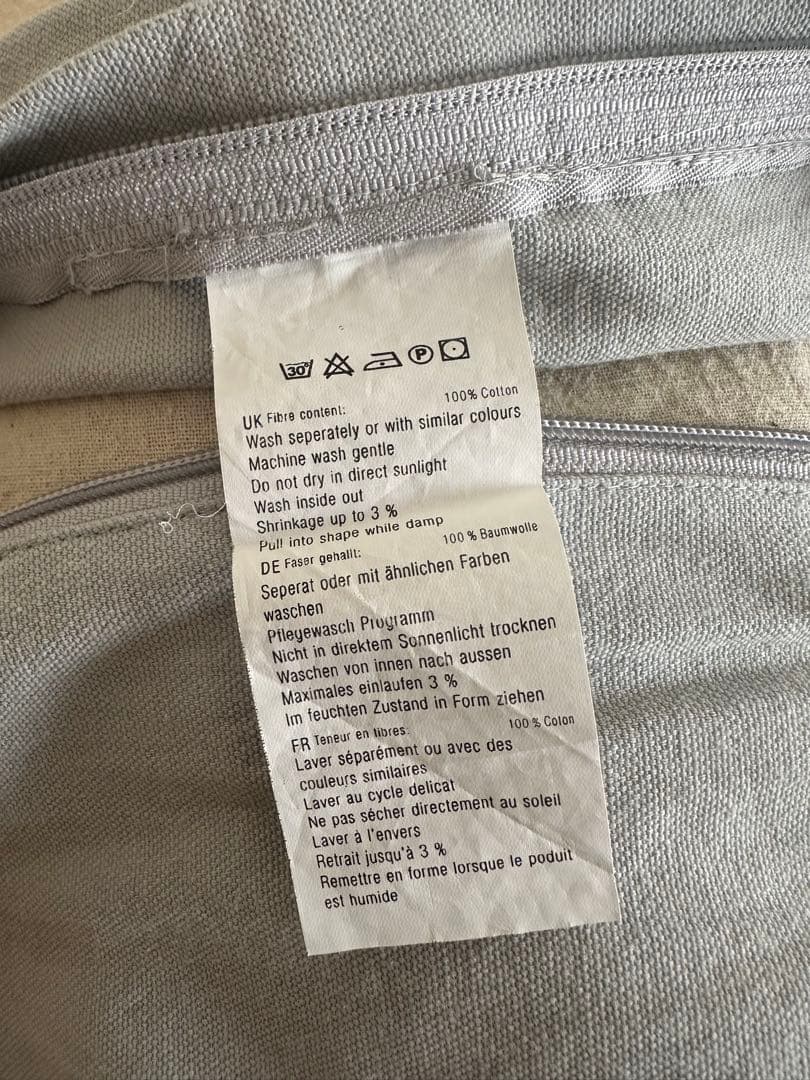 30° P
UK Fibre content: 100% Cotton
Wash seperately or with similar colours
Machine wash gentle
Do not dry in direct sunlight
Wash inside out
Shrinkage up to 3 %
Pull into shape while damp
DE Faser gehallt: 100 % Baumwolle
Seperat oder mit ähnlichen Farben
waschen
Pflegewasch Programm
Nicht in direktem Sonnenlicht trocknen
Waschen von innen nach aussen
Maximales einlaufen 3 %
Im feuchten Zustand in Form ziehen
FR Teneur en libres: 100 % Coton
Laver séparément ou avec des
couleurs similaires
Laver au cycle delicat
Ne pas sécher directement au soleil
Laver à l'envers
Retrait jusqu'à 3 %
Remettre en forme lorsque le poduit
est humide